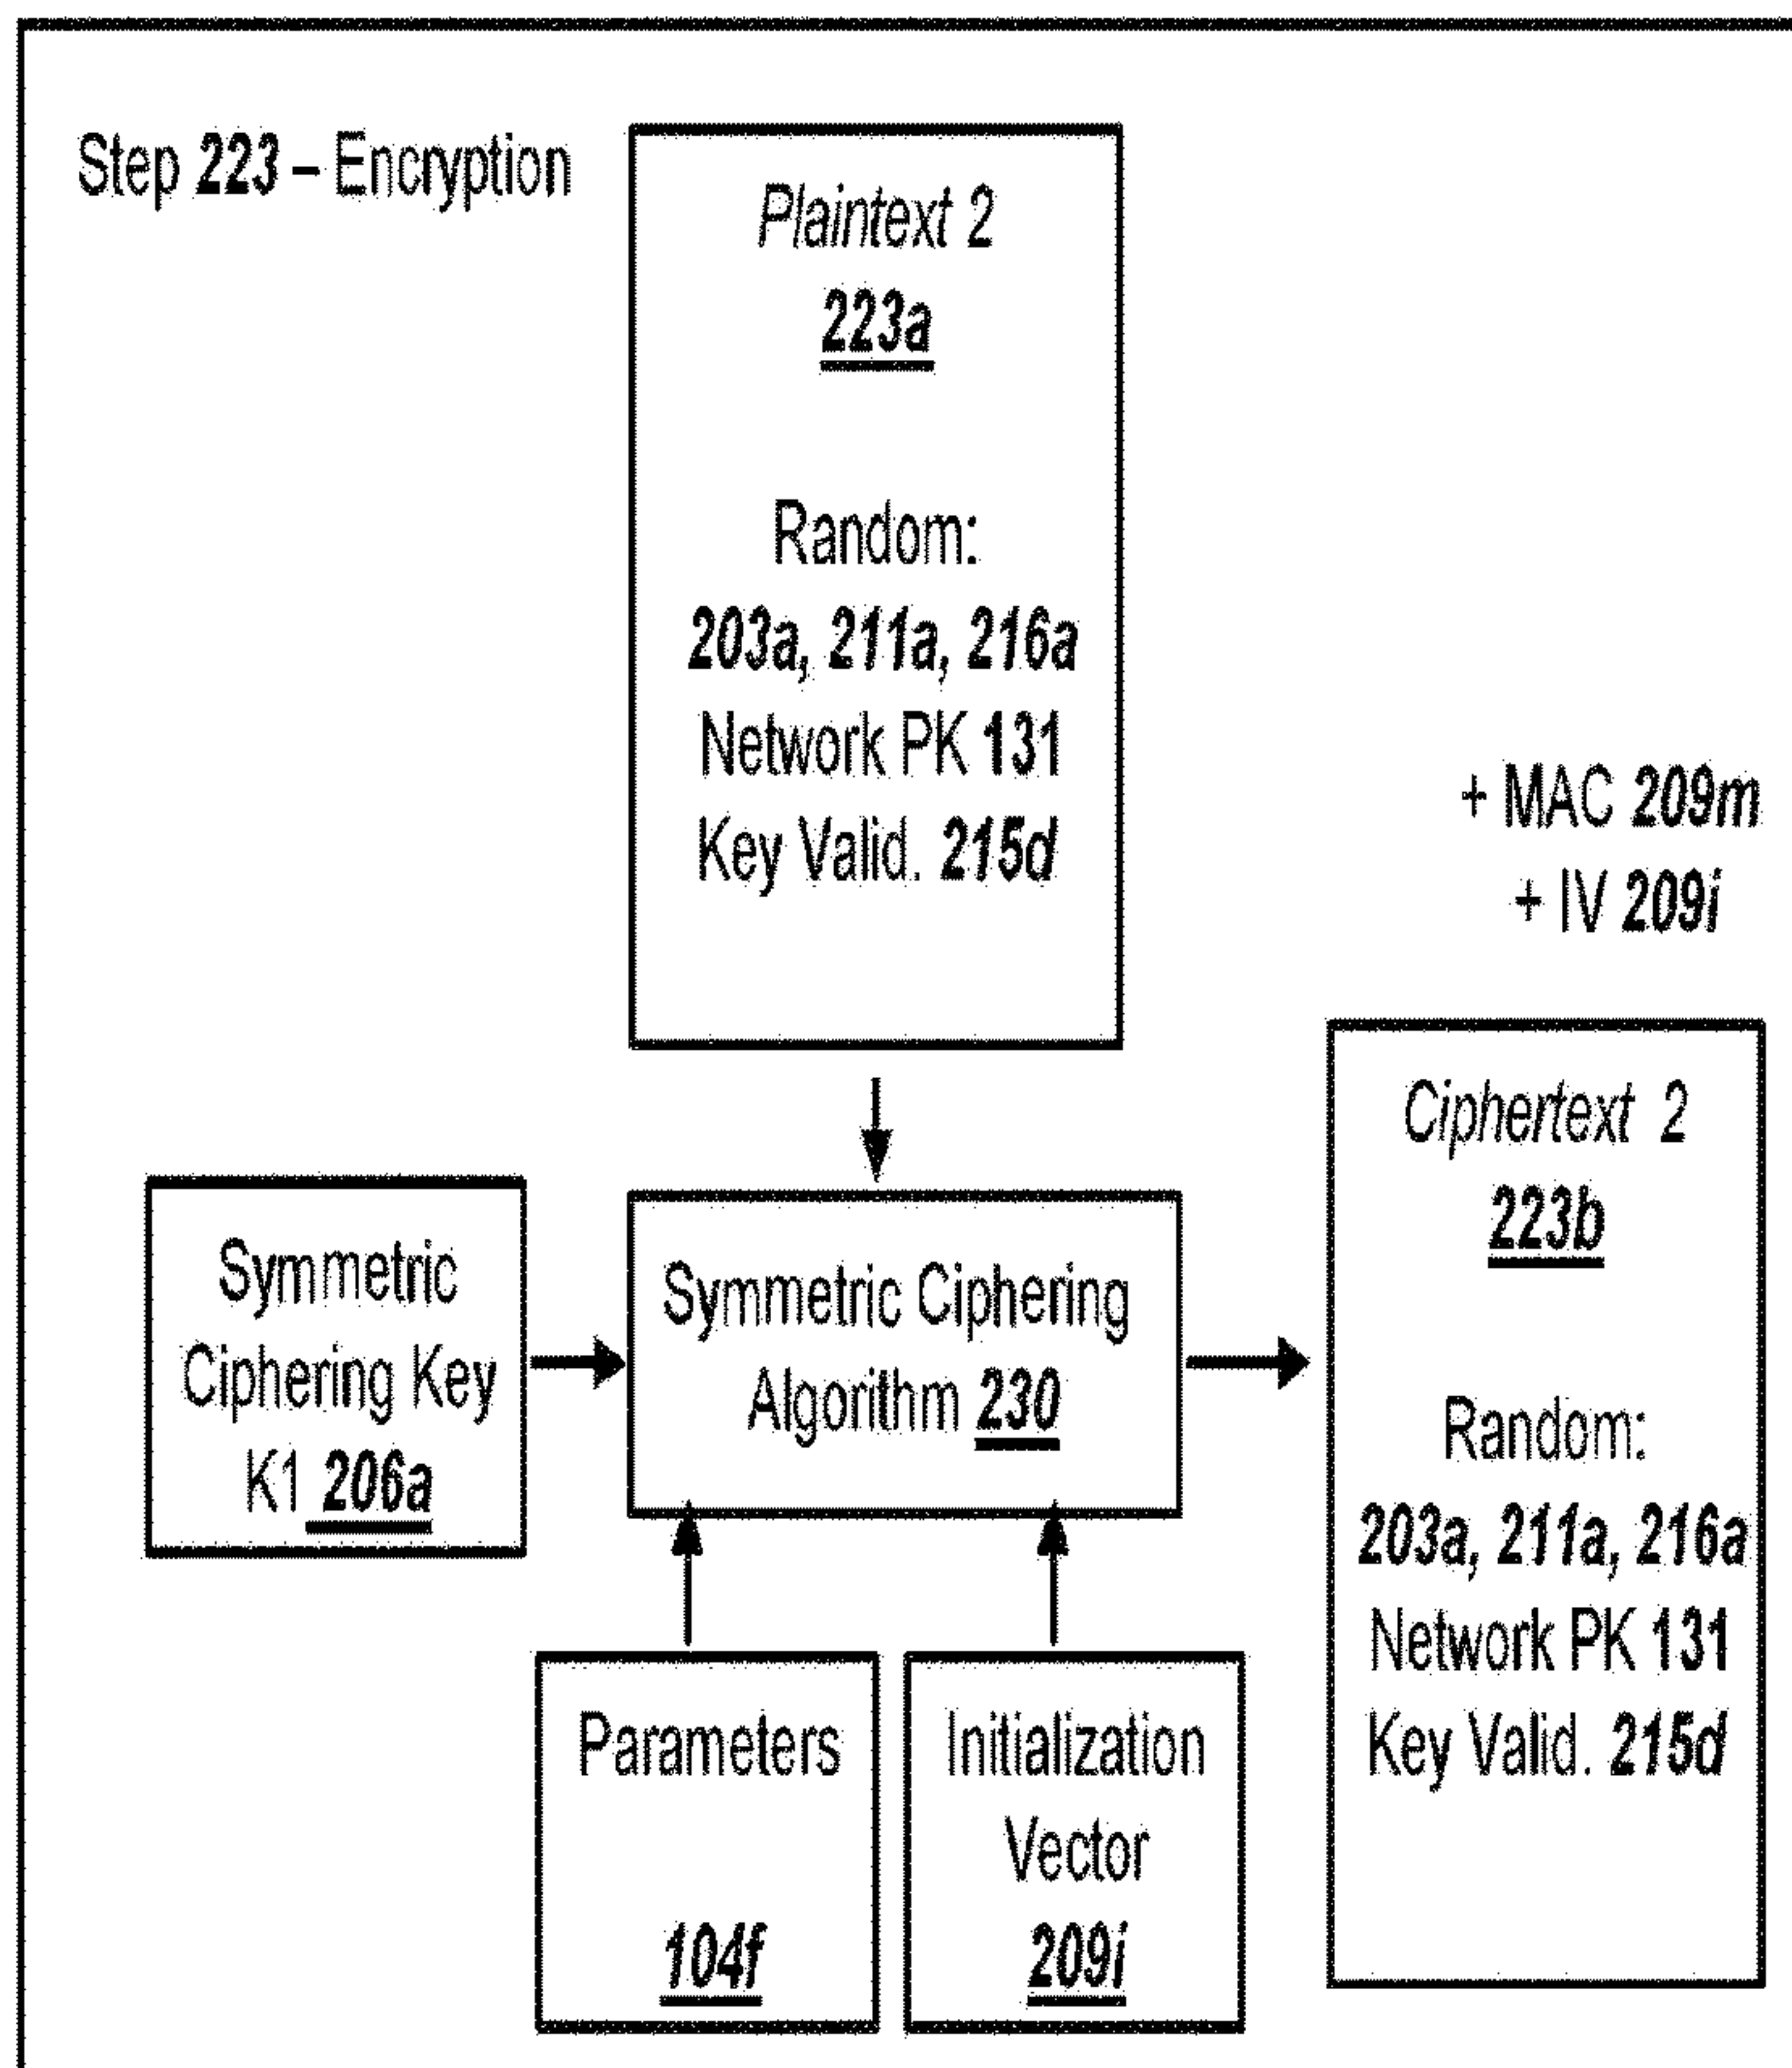 Step 223 – Encryption
Plaintext 2
223a
Random:
203a, 211a, 216a
Network PK 131
Key Valid. 215d
+ MAC 209m
+ IV 209i
Symmetric
Ciphering Key
K1 206a
Symmetric Ciphering
Algorithm 230
Ciphertext 2
223b
Random:
203a, 211a, 216a
Network PK 131
Key Valid. 215d
Parameters
104f
Initialization
Vector
209i